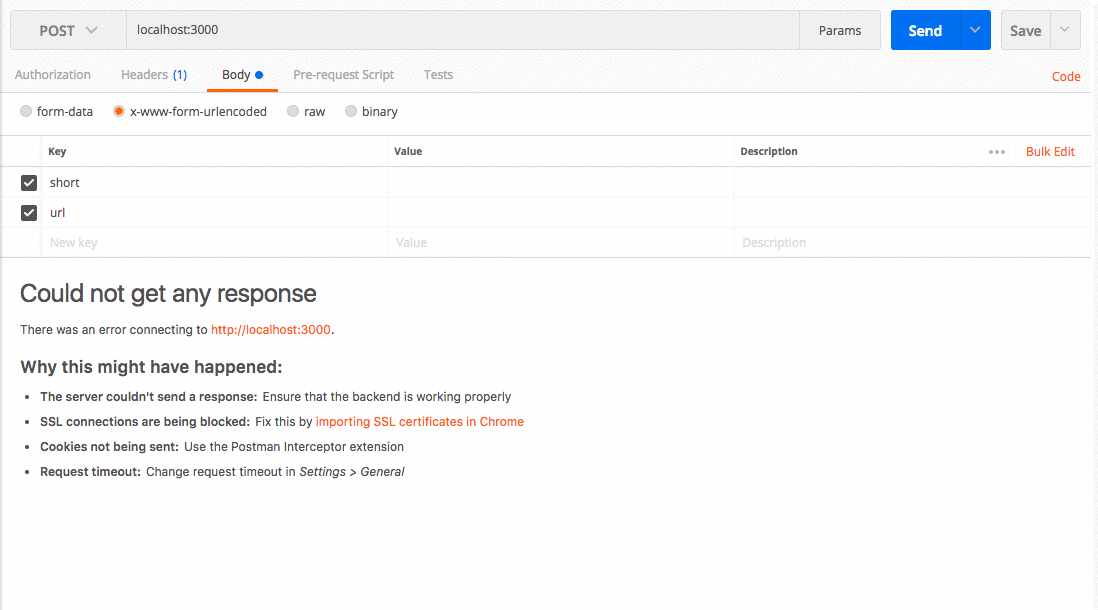 POST localhost:3000 Params Send Save
Authorization Headers (1) Body Pre-request Script Tests Code
form-data x-www-form-urlencoded raw binary
Key Value Description ••• Bulk Edit
short
url
New key Value Description
Could not get any response
There was an error connecting to http://localhost:3000.
Why this might have happened:
• The server couldn't send a response: Ensure that the backend is working properly
• SSL connections are being blocked: Fix this by importing SSL certificates in Chrome
• Cookies not being sent: Use the Postman Interceptor extension
• Request timeout: Change request timeout in Settings > General